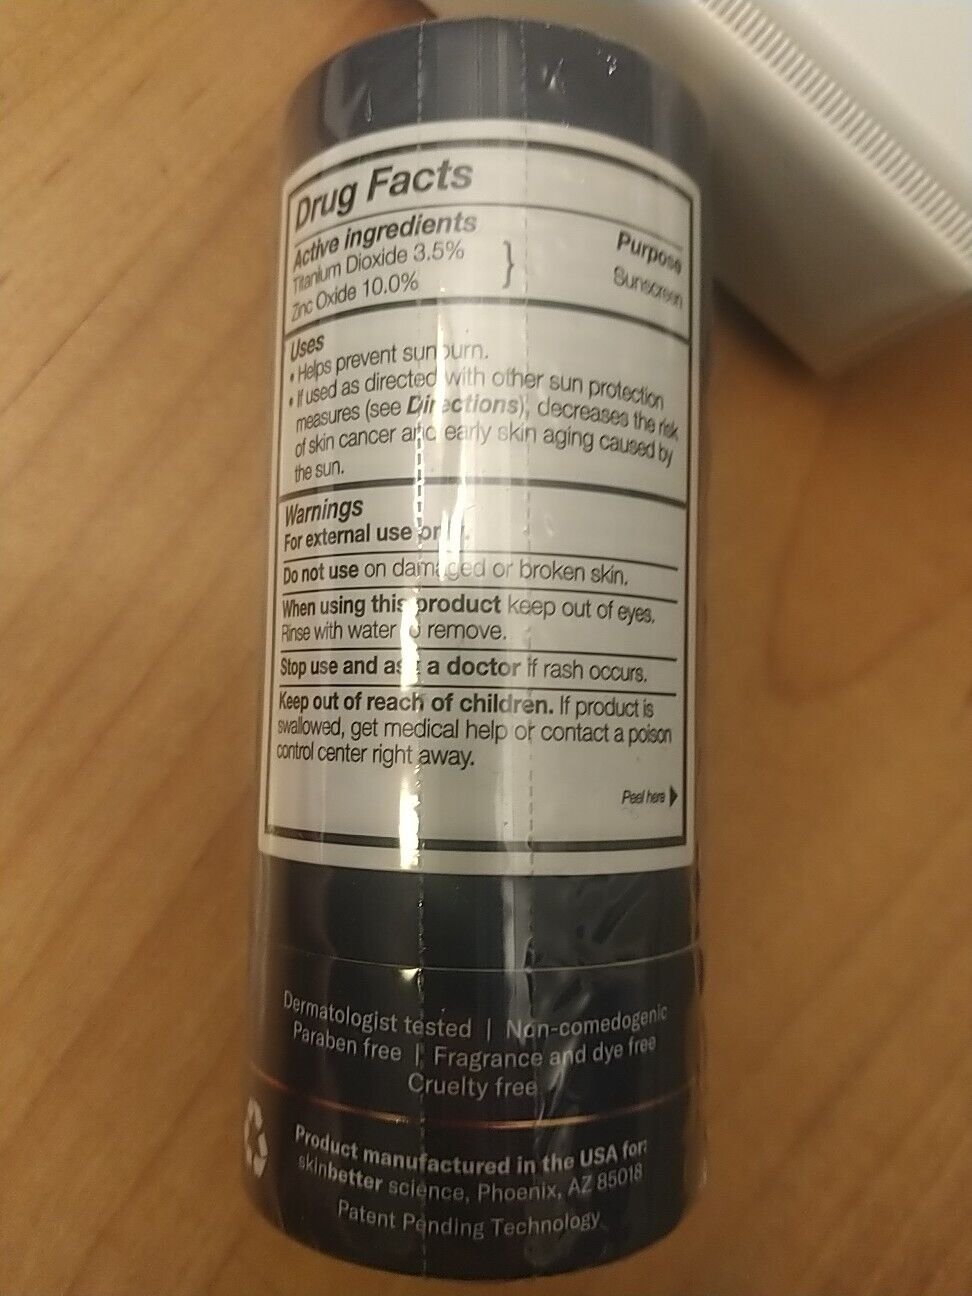 Drug Facts
Active ingredients Purpose
Titanium Dioxide 3.5% } Sunscreen
Zinc Oxide 10.0%
Uses
• Helps prevent sunburn.
• If used as directed with other sun protection
measures (see Directions), decreases the risk
of skin cancer and early skin aging caused by
the sun.
Warnings
For external use only.
Do not use on damaged or broken skin.
When using this product keep out of eyes.
Rinse with water to remove.
Stop use and ask a doctor if rash occurs.
Keep out of reach of children. If product is
swallowed, get medical help or contact a poison
control center right away.
Peel here
Dermatologist tested | Non-comedogenic
Paraben free | Fragrance and dye free
Cruelty free
Product manufactured in the USA for:
skinbetter science, Phoenix, AZ 85018
Patent Pending Technology